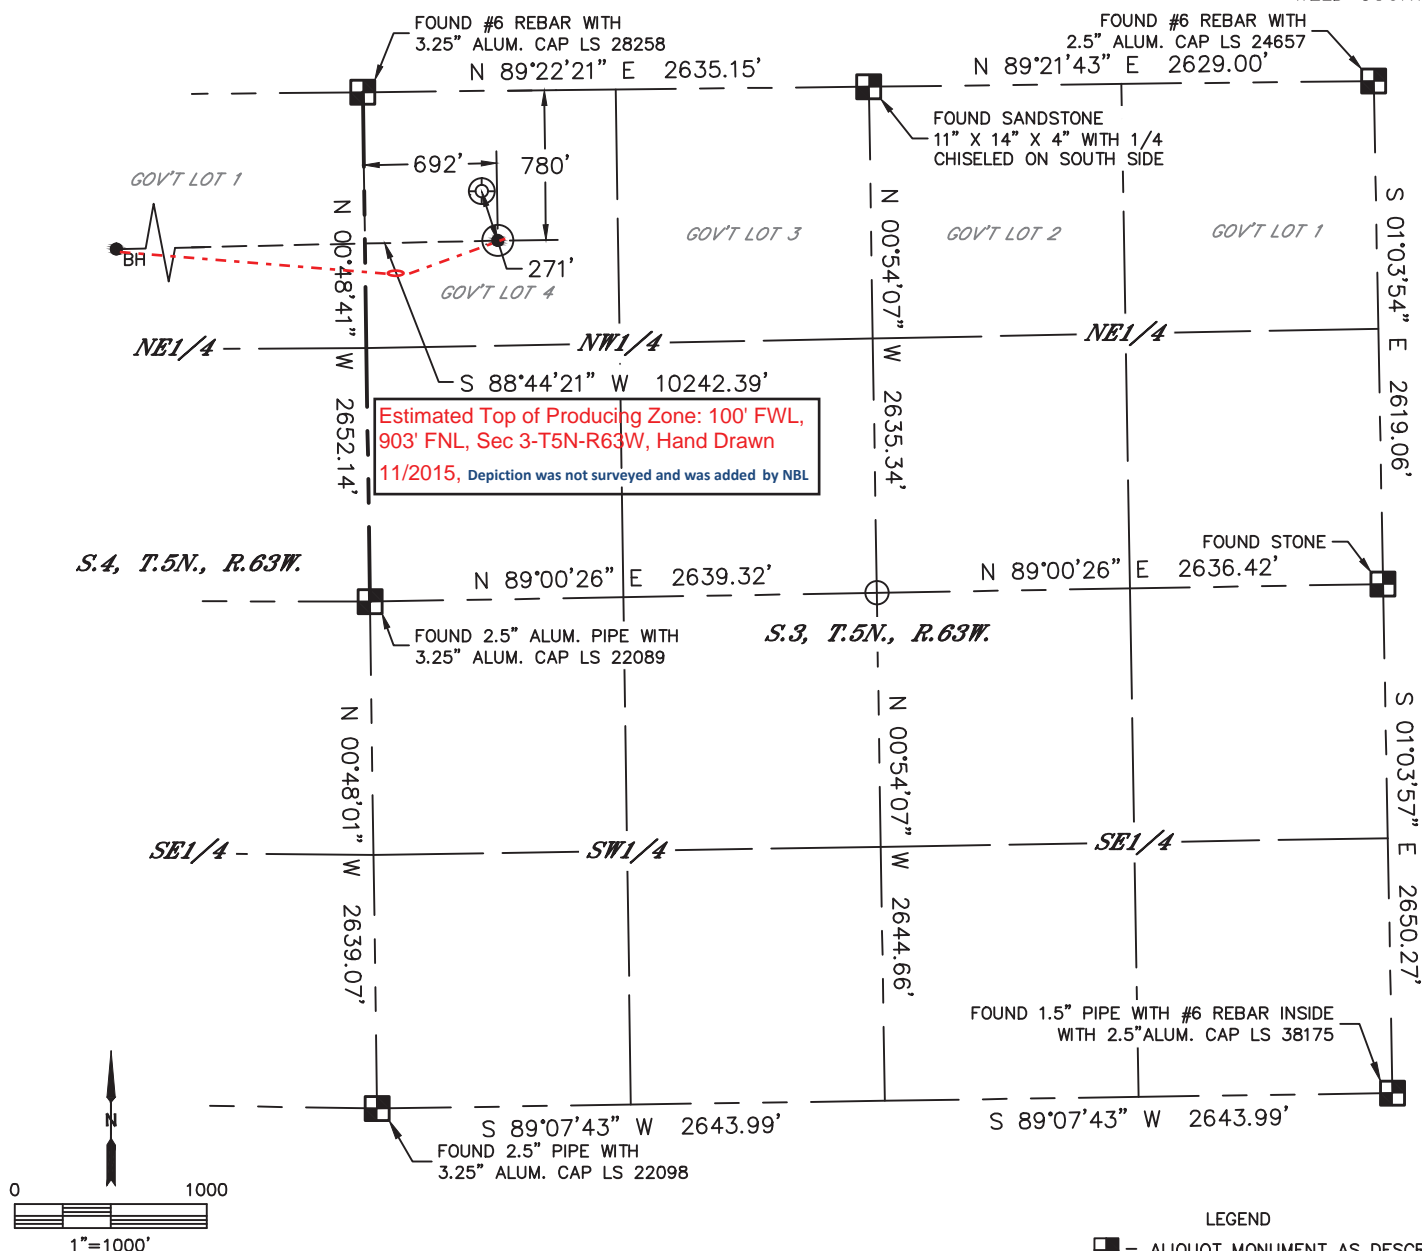 FOUND #6 REBAR WITH
3.25" ALUM. CAP LS 28258
FOUND #6 REBAR WITH
2.5" ALUM. CAP LS 24657
N 89°22'21" E 2635.15'
N 89°21'43" E 2629.00'
FOUND SANDSTONE
11" X 14" X 4" WITH 1/4
CHISELED ON SOUTH SIDE
692'
780'
GOV'T LOT 1
BH
271'
GOV'T LOT 4
GOV'T LOT 3
GOV'T LOT 2
GOV'T LOT 1
N 00°48'41" W 2652.14'
N 00°54'07" W 2635.34'
S 01°03'54" E 2619.06'
NE1/4
NW1/4
NE1/4
S 88°44'21" W 10242.39'
Estimated Top of Producing Zone: 100' FWL,
903' FNL, Sec 3-T5N-R63W, Hand Drawn
11/2015, Depiction was not surveyed and was added by NBL
S.4, T.5N., R.63W.
N 89°00'26" E 2639.32'
N 89°00'26" E 2636.42'
FOUND STONE
FOUND 2.5" ALUM. PIPE WITH
3.25" ALUM. CAP LS 22089
S.3, T.5N., R.63W.
N 00°48'01" W 2639.07'
N 00°54'07" W 2644.66'
S 01°03'57" E 2650.27'
SE1/4
SW1/4
SE1/4
FOUND 1.5" PIPE WITH #6 REBAR INSIDE
WITH 2.5"ALUM. CAP LS 38175
N
S 89°07'43" W 2643.99'
S 89°07'43" W 2643.99'
FOUND 2.5" PIPE WITH
3.25" ALUM. CAP LS 22098
0 1000
1"=1000'
LEGEND
= ALIQUOT MONUMENT AS